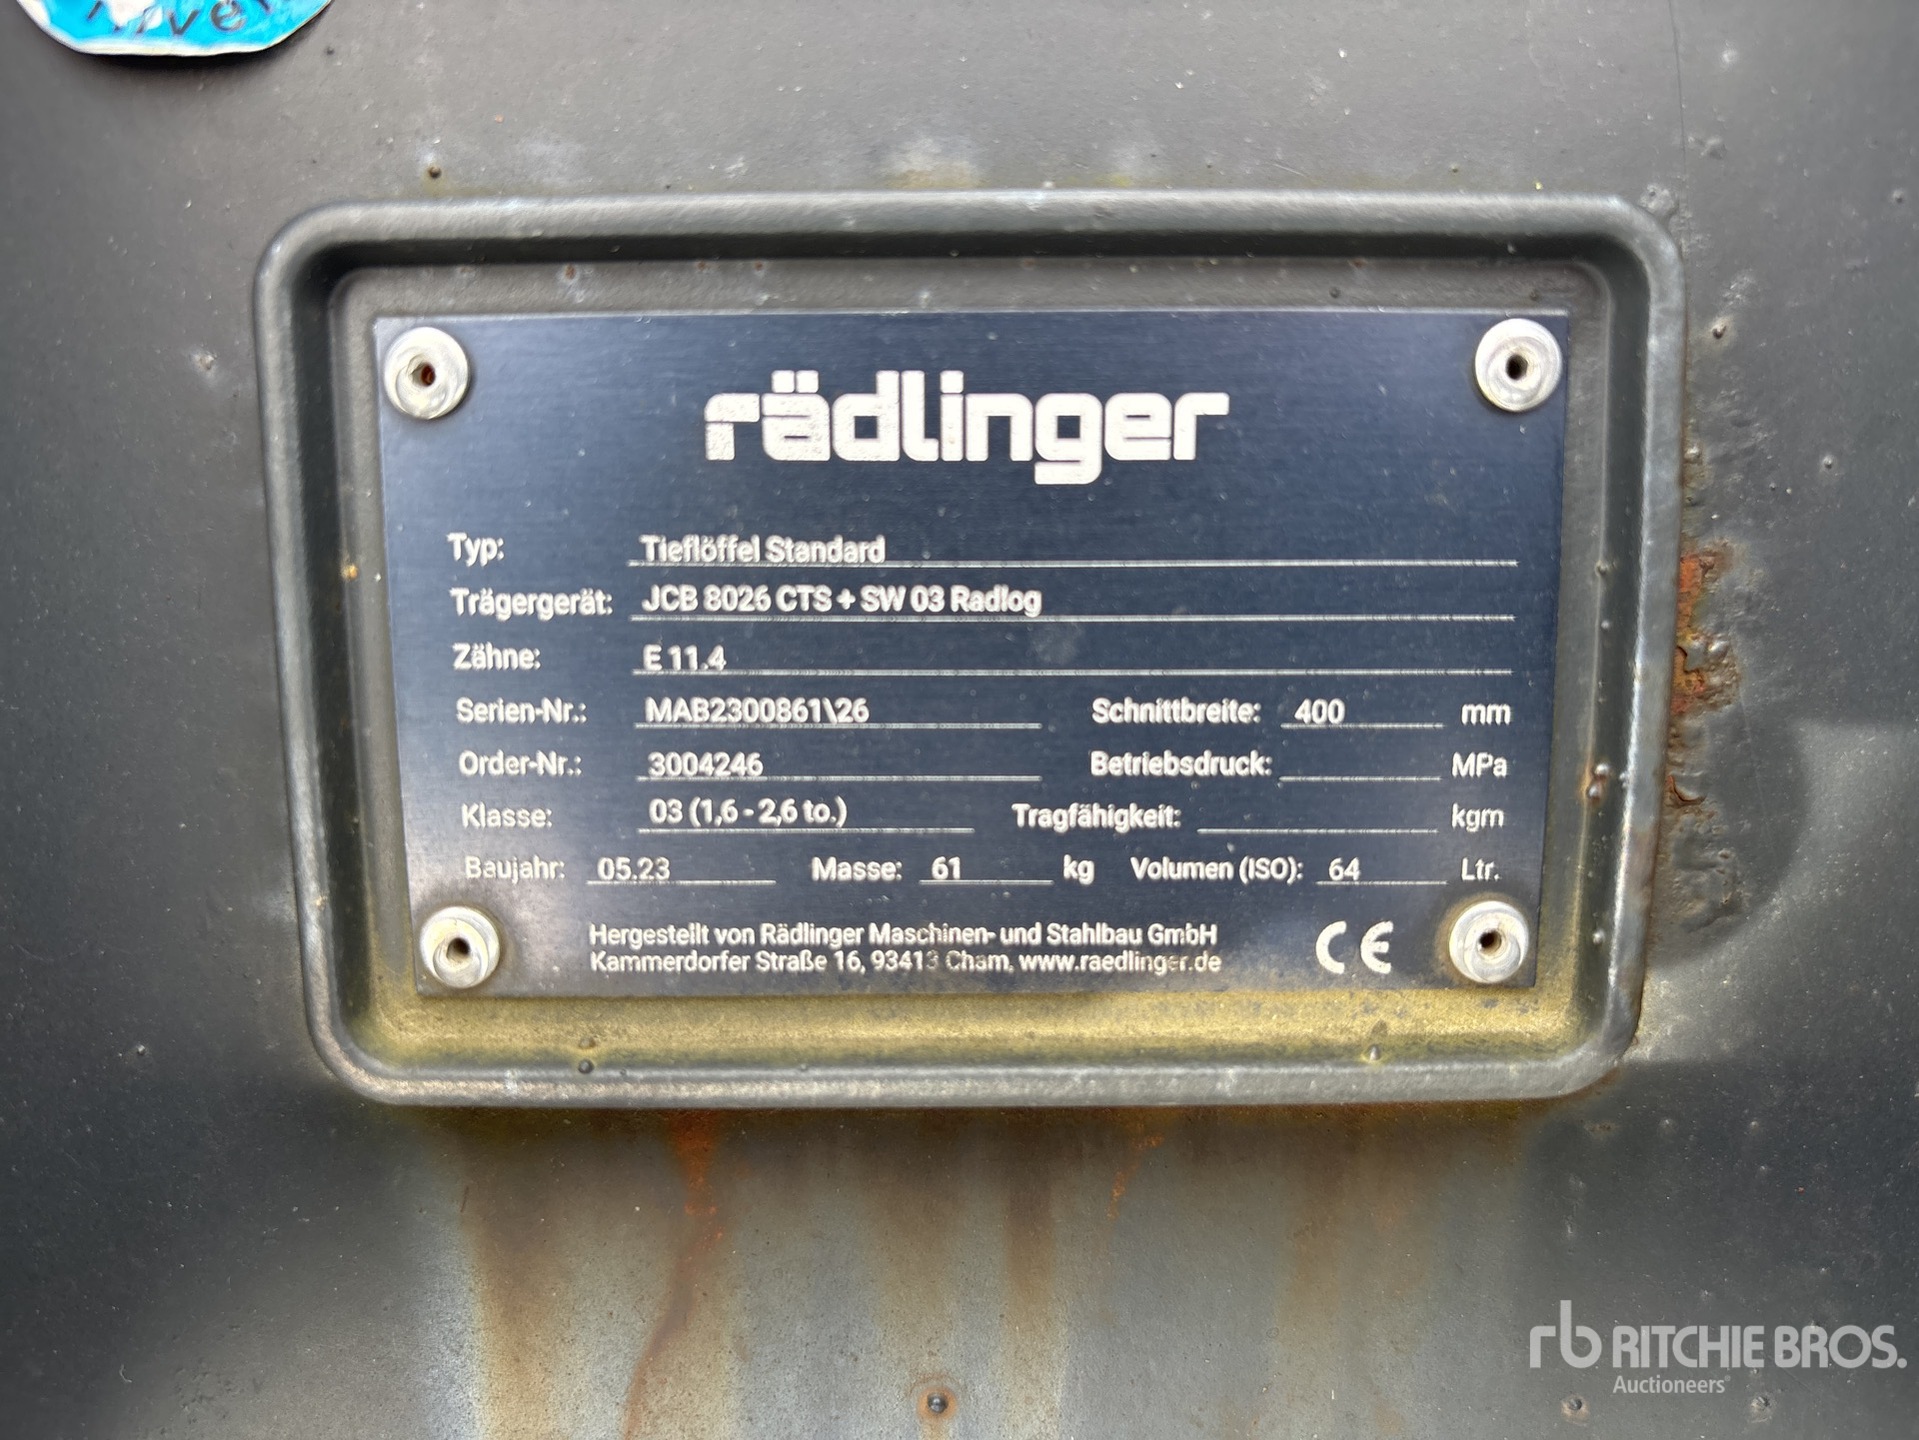 rädlinger
Typ: Tieflöffel Standard
Trägergerät: JCB 8026 CTS + SW 03 Radlog
Zähne: E 11.4
Serien-Nr.: MAB2300861\26 Schnittbreite: 400 mm
Order-Nr.: 3004246 Betriebsdruck: MPa
Klasse: 03 (1,6 - 2,6 to.) Tragfähigkeit: kgm
Baujahr: 05.23 Masse: 61 kg Volumen (ISO): 64 Ltr.
Hergestellt von Rädlinger Maschinen- und Stahlbau GmbH
Kammerdorfer Straße 16, 93413 Cham, www.raedlinger.de
CE
rb RITCHIE BROS.
Auctioneers